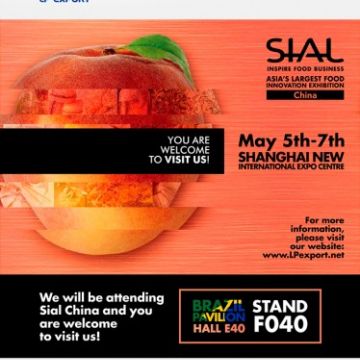 EXPORT
SIAL
INSPIRE FOOD BUSINESS
ASIA'S LARGEST FOOD
INNOVATION EXHIBITION
China
YOU ARE
WELCOME
TO VISIT US!
May 5th-7th
SHANGHAI NEW
INTERNATIONAL EXPO CENTRE
For more
information,
please visit
our website:
www.LPexport.net
We will be attending
Sial China and you
are welcome
to visit us!
BRAZIL
PAVILION
HALL E40
STAND
F040